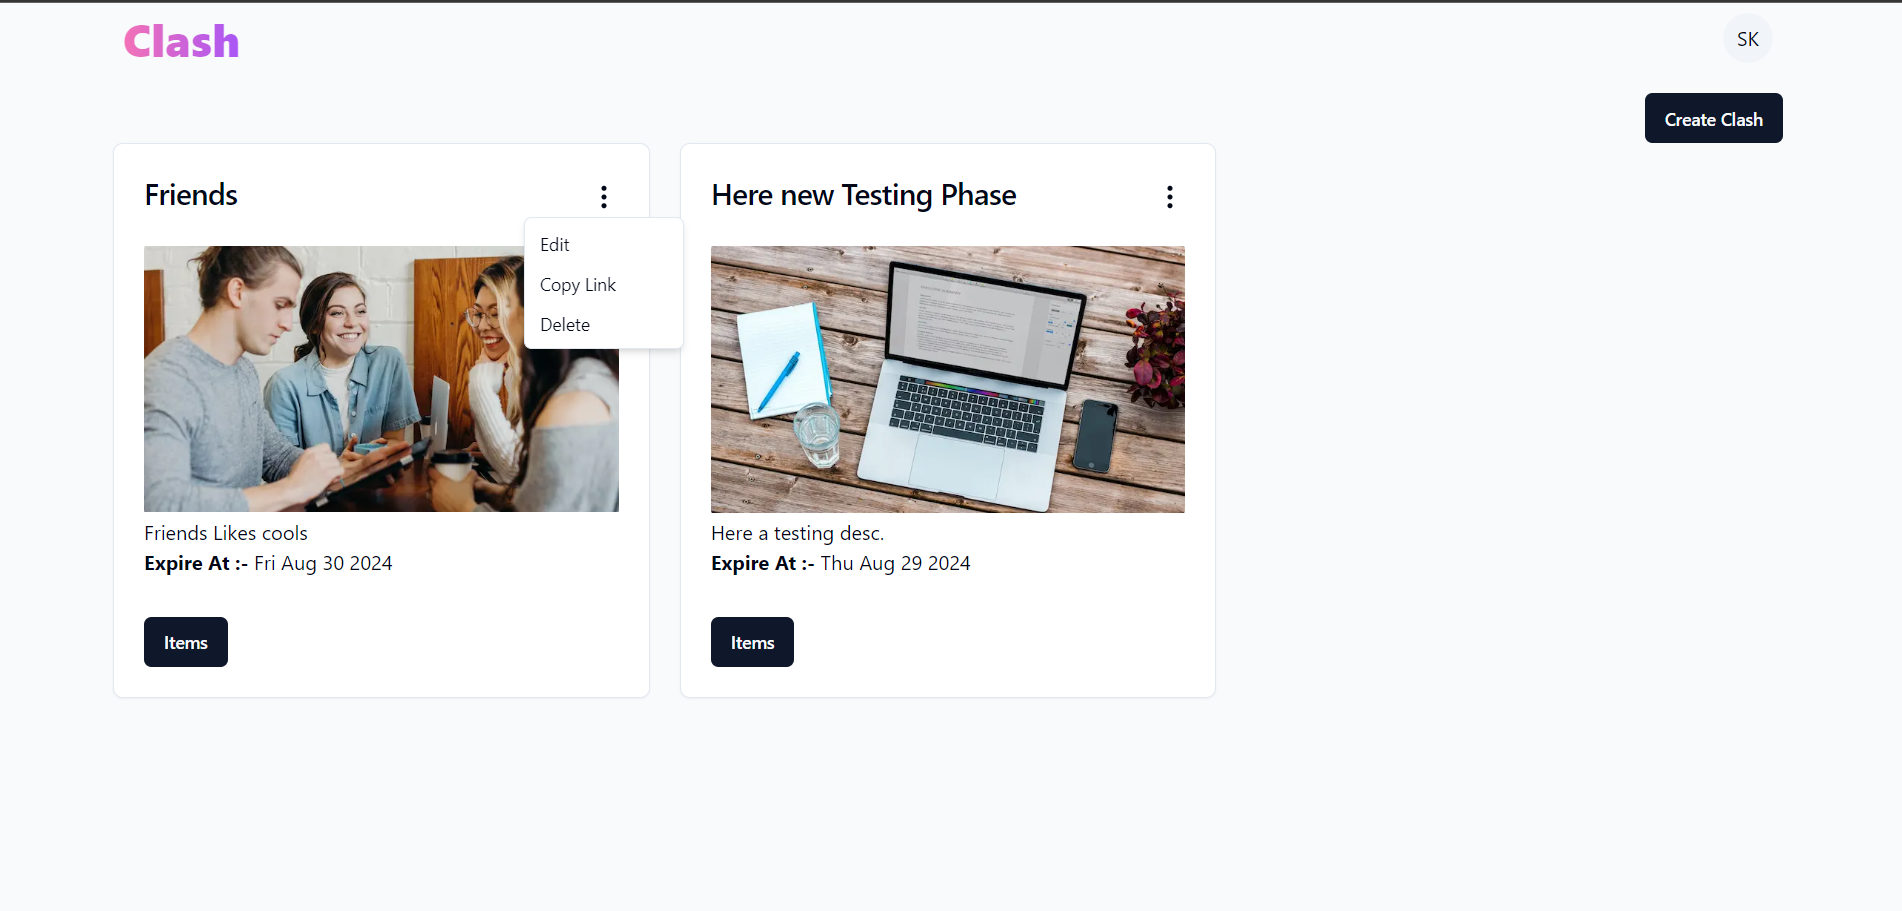 Clash
SK
Create Clash
Friends
Edit
Copy Link
Delete
Friends Likes cools
Expire At :- Fri Aug 30 2024
Items
Here new Testing Phase
Here a testing desc.
Expire At :- Thu Aug 29 2024
Items